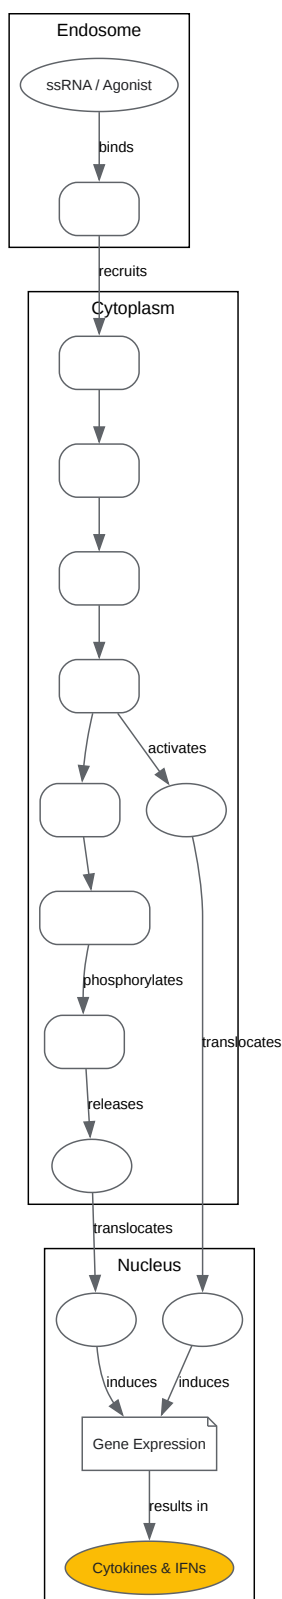 Endosome
ssRNA / Agonist
binds
recruits
Cytoplasm
activates
phosphorylates
translocates
releases
translocates
Nucleus
induces
induces
Gene Expression
results in
Cytokines & IFNs